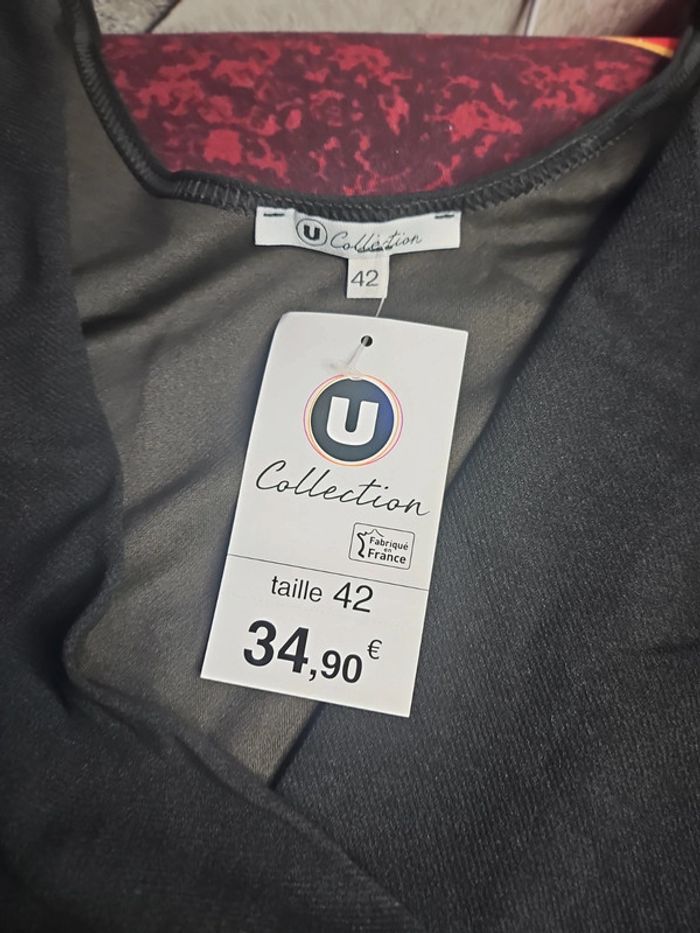 U Collection
42
U
Collection
Fabriqué
en
France
taille 42
34,90 €